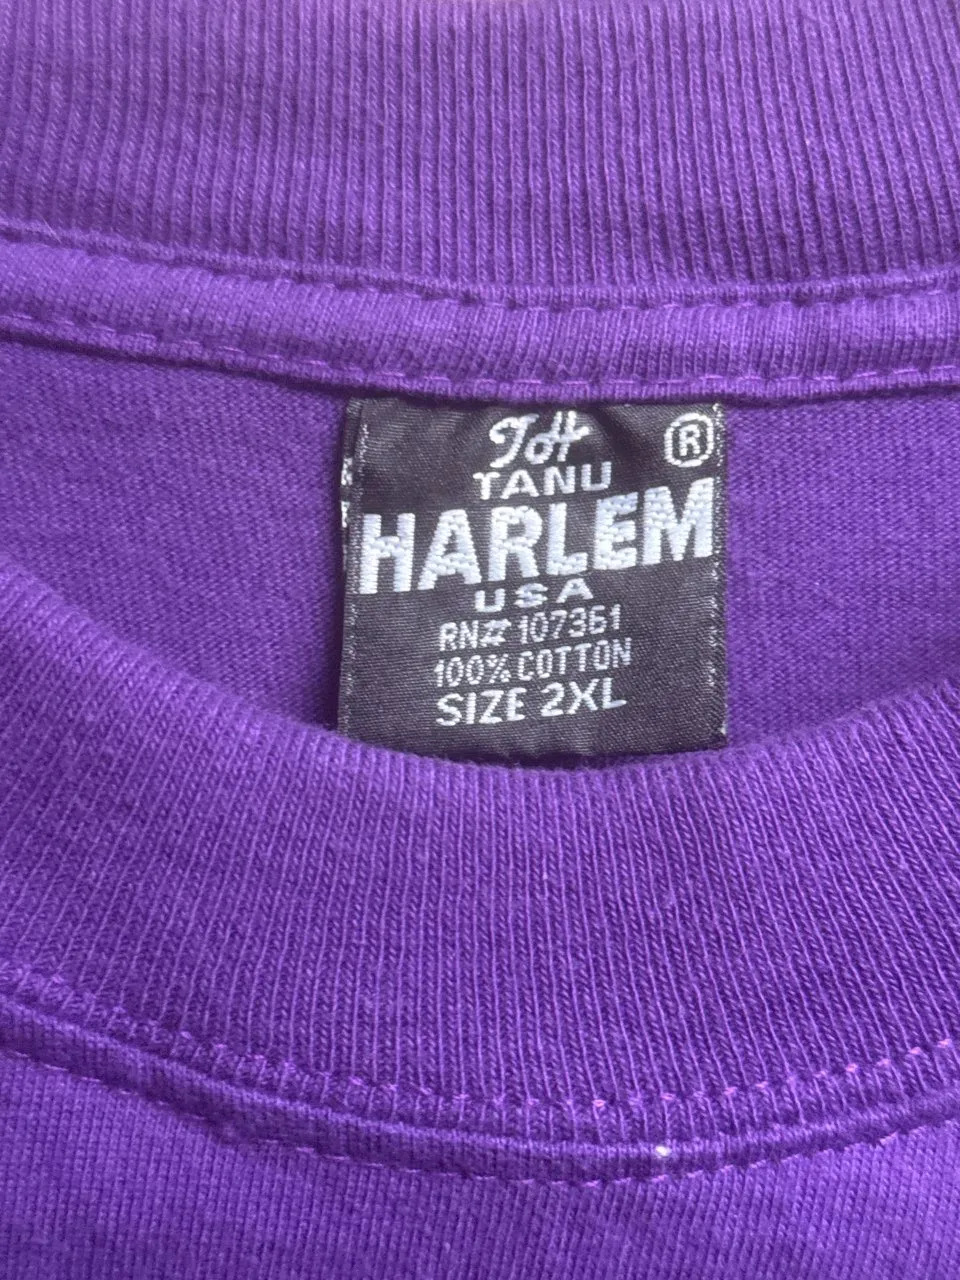 ToH ®
TANU
HARLEM
USA
RN# 107361
100% COTTON
SIZE 2XL